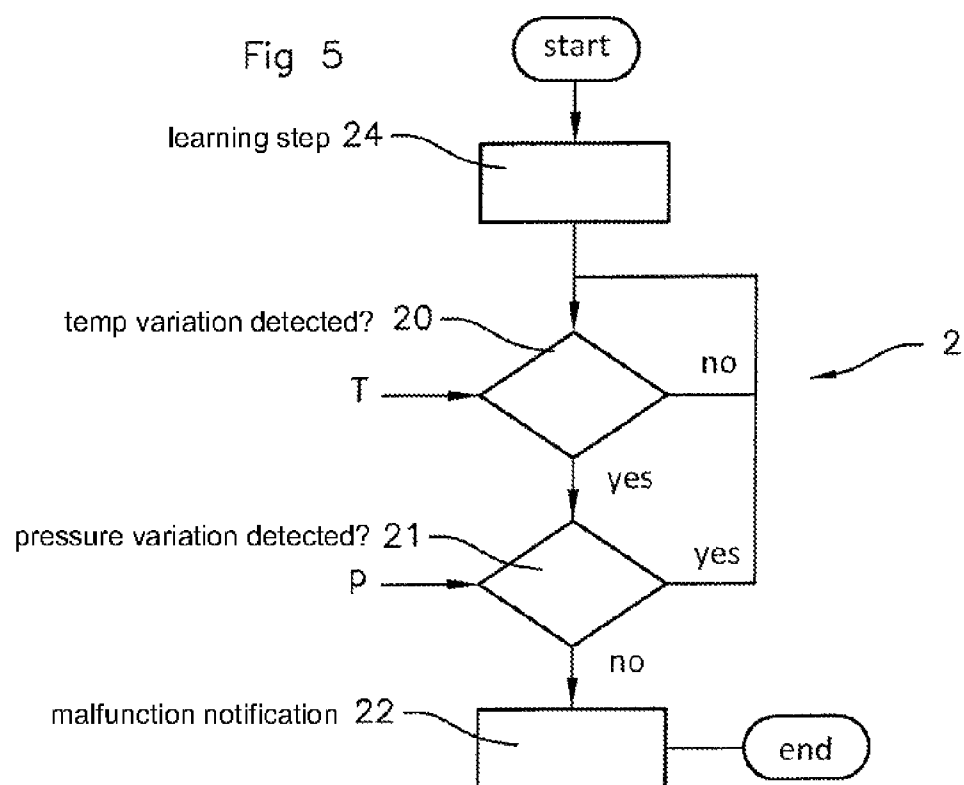 Fig 5
start
learning step 24
temp variation detected? 20
2
no
T
yes
pressure variation detected? 21
yes
p
no
malfunction notification 22
end